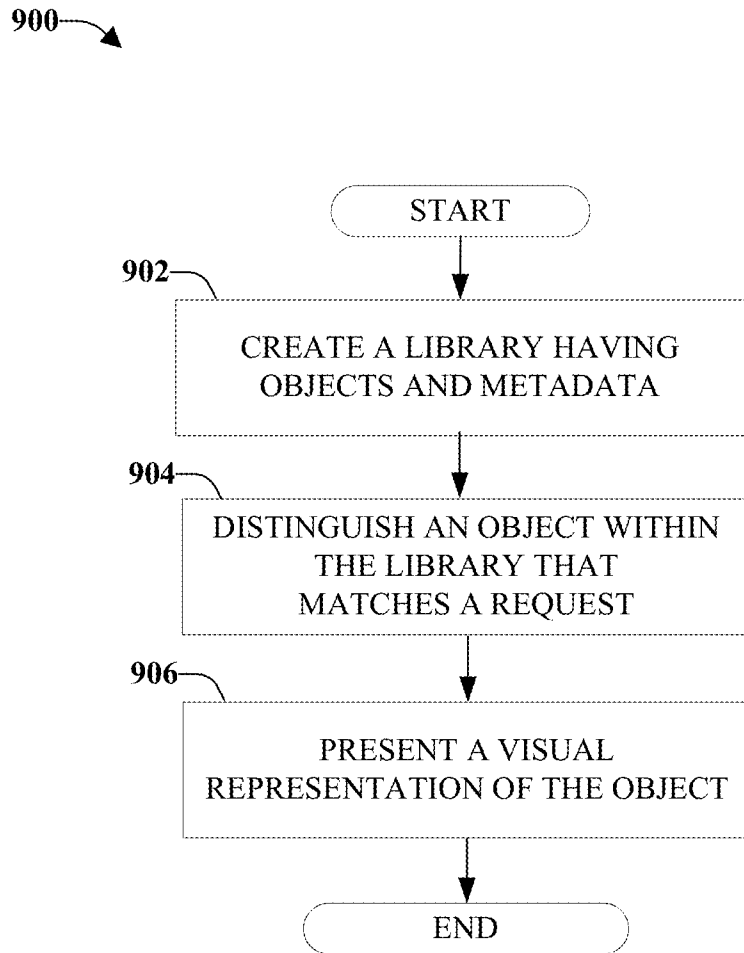 900
START
902
CREATE A LIBRARY HAVING
OBJECTS AND METADATA
904
DISTINGUISH AN OBJECT WITHIN
THE LIBRARY THAT
MATCHES A REQUEST
906
PRESENT A VISUAL
REPRESENTATION OF THE OBJECT
END